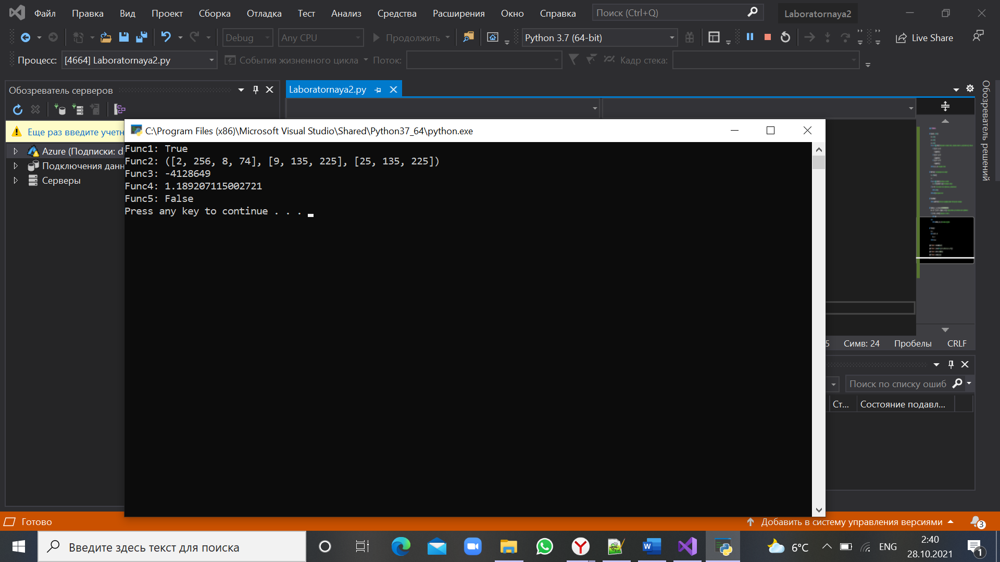 Файл Правка Вид Проект Сборка Отладка Тест Анализ Средства Расширения Окно Справка Поиск (Ctrl+Q) Laboratornaya2
Debug Any CPU Продолжить Python 3.7 (64-bit) Live Share
Процесс: [4664] Laboratornaya2.py События жизненного цикла Поток: Кадр стека:
Обозреватель серверов
Laboratornaya2.py
Обозреватель решений
Еще раз введите учетн
C:\Program Files (x86)\Microsoft Visual Studio\Shared\Python37_64\python.exe
Azure (Подписки: d
Подключения данн
Серверы
Func1: True
Func2: ([2, 256, 8, 74], [9, 135, 225], [25, 135, 225])
Func3: -4128649
Func4: 1.189207115002721
Func5: False
Press any key to continue . . .
5 Симв: 24 Пробелы CRLF
Поиск по списку ошиб
Ст... Состояние подавл...
Готово
Добавить в систему управления версиями 3
Введите здесь текст для поиска
6°C ENG
2:40
28.10.2021
1